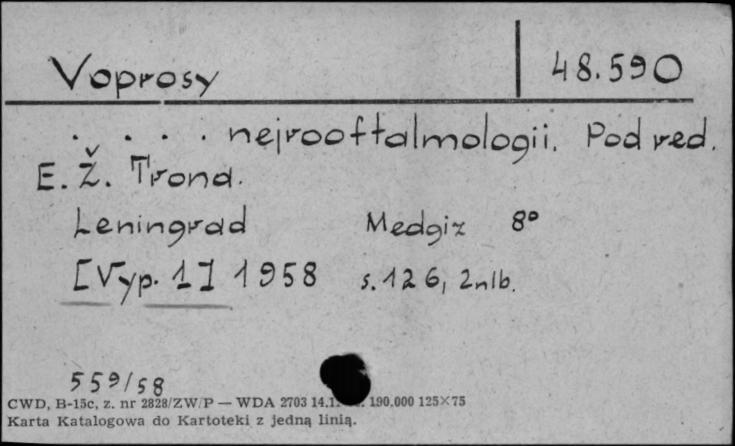 Voprosy 48.590
. . . . nejrooftalmologii. Pod red.
E. Ž. Trona.
Leningrad Medgiz 8°
[Vyp. 1] 1958 s. 126, 2nlb.
559/58
CWD, B-15c, z. nr 2828/ZW/P — WDA 2703 14.1 190.000 125×75
Karta Katalogowa do Kartoteki z jedną linią.